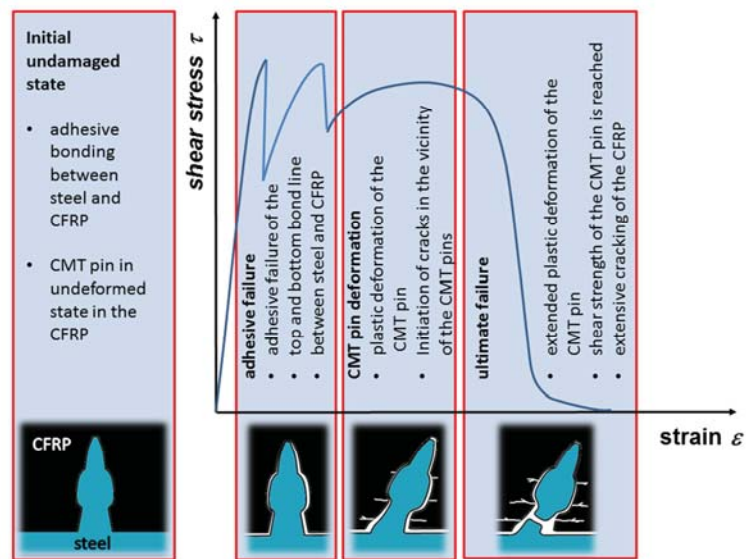 Initial
undamaged
state
• adhesive
bonding
between
steel and
CFRP
• CMT pin in
undeformed
state in the
CFRP
CFRP
steel
shear stress τ
adhesive failure
• adhesive failure of the
• top and bottom bond line
• between steel and CFRP
CMT pin deformation
• plastic deformation of the
CMT pin
• Initiation of cracks in the vicinity
of the CMT pins
ultimate failure
• extended plastic deformation of the
CMT pin
• shear strength of the CMT pin is reached
• extensive cracking of the CFRP
strain ε